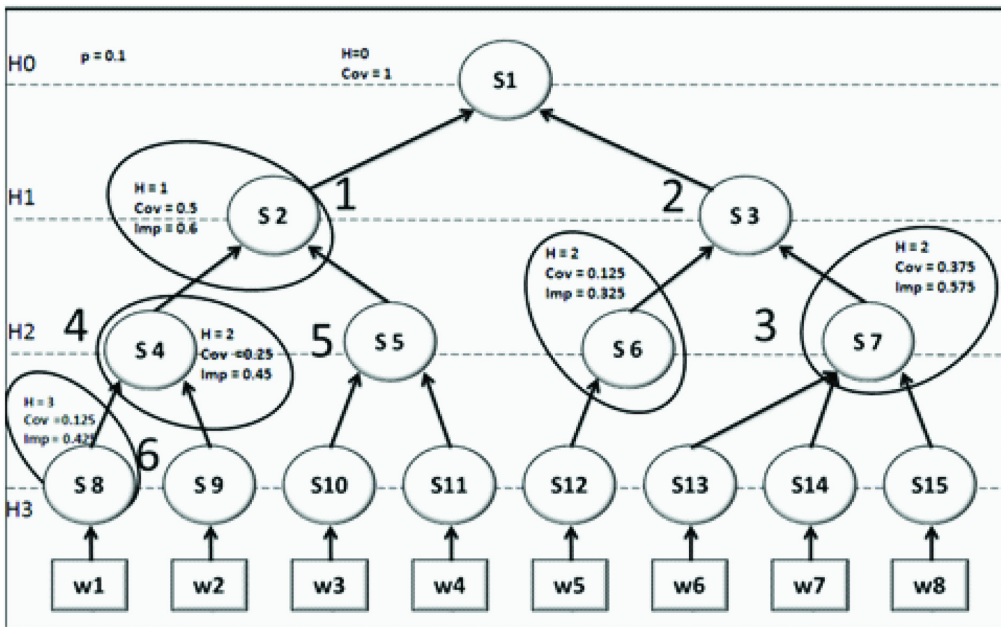 H0
p = 0.1
H=0
Cov = 1
S1
H1
H = 1
Cov = 0.5
Imp = 0.6
S 2
1
2
S 3
H = 2
Cov = 0.125
Imp = 0.325
H = 2
Cov = 0.375
Imp = 0.575
H2
4
S 4
H = 2
Cov =0.25
Imp = 0.45
5
S 5
S 6
3
S 7
H = 3
Cov =0.125
Imp = 0.425
6
S 8
S 9
S10
S11
S12
S13
S14
S15
H3
w1
w2
w3
w4
w5
w6
w7
w8